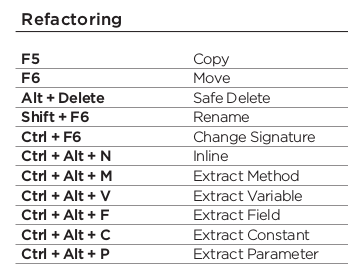 Refactoring
F5 Copy
F6 Move
Alt + Delete Safe Delete
Shift + F6 Rename
Ctrl + F6 Change Signature
Ctrl + Alt + N Inline
Ctrl + Alt + M Extract Method
Ctrl + Alt + V Extract Variable
Ctrl + Alt + F Extract Field
Ctrl + Alt + C Extract Constant
Ctrl + Alt + P Extract Parameter